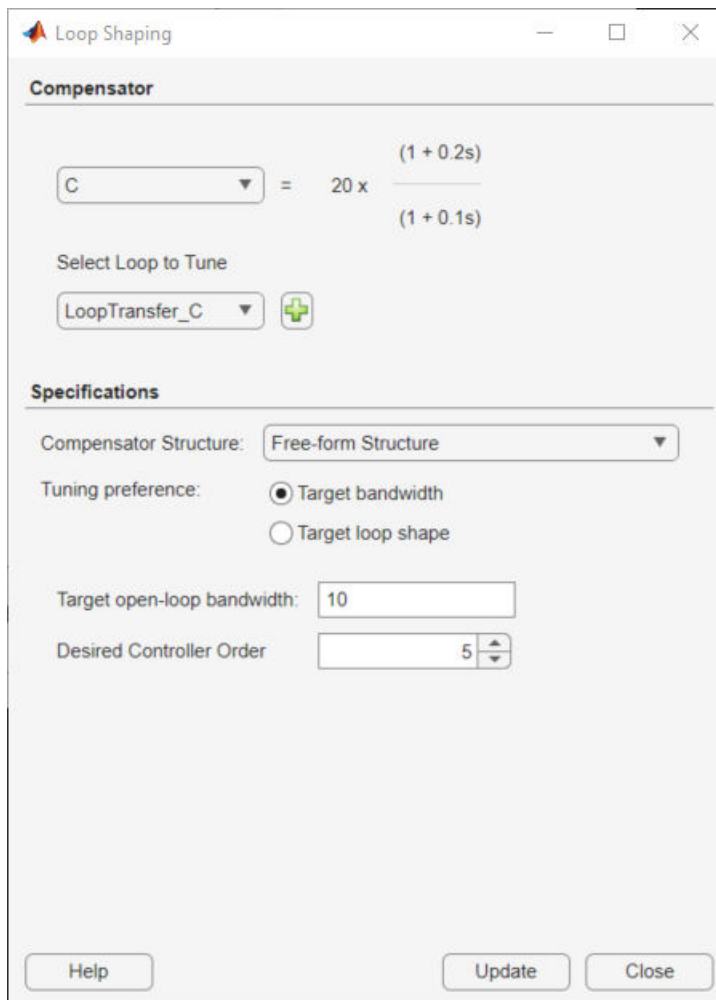 Loop Shaping
Compensator
(1 + 0.2s)
C = 20 x
(1 + 0.1s)
Select Loop to Tune
LoopTransfer_C
Specifications
Compensator Structure: Free-form Structure
Tuning preference: Target bandwidth
Target loop shape
Target open-loop bandwidth: 10
Desired Controller Order 5
Help Update Close